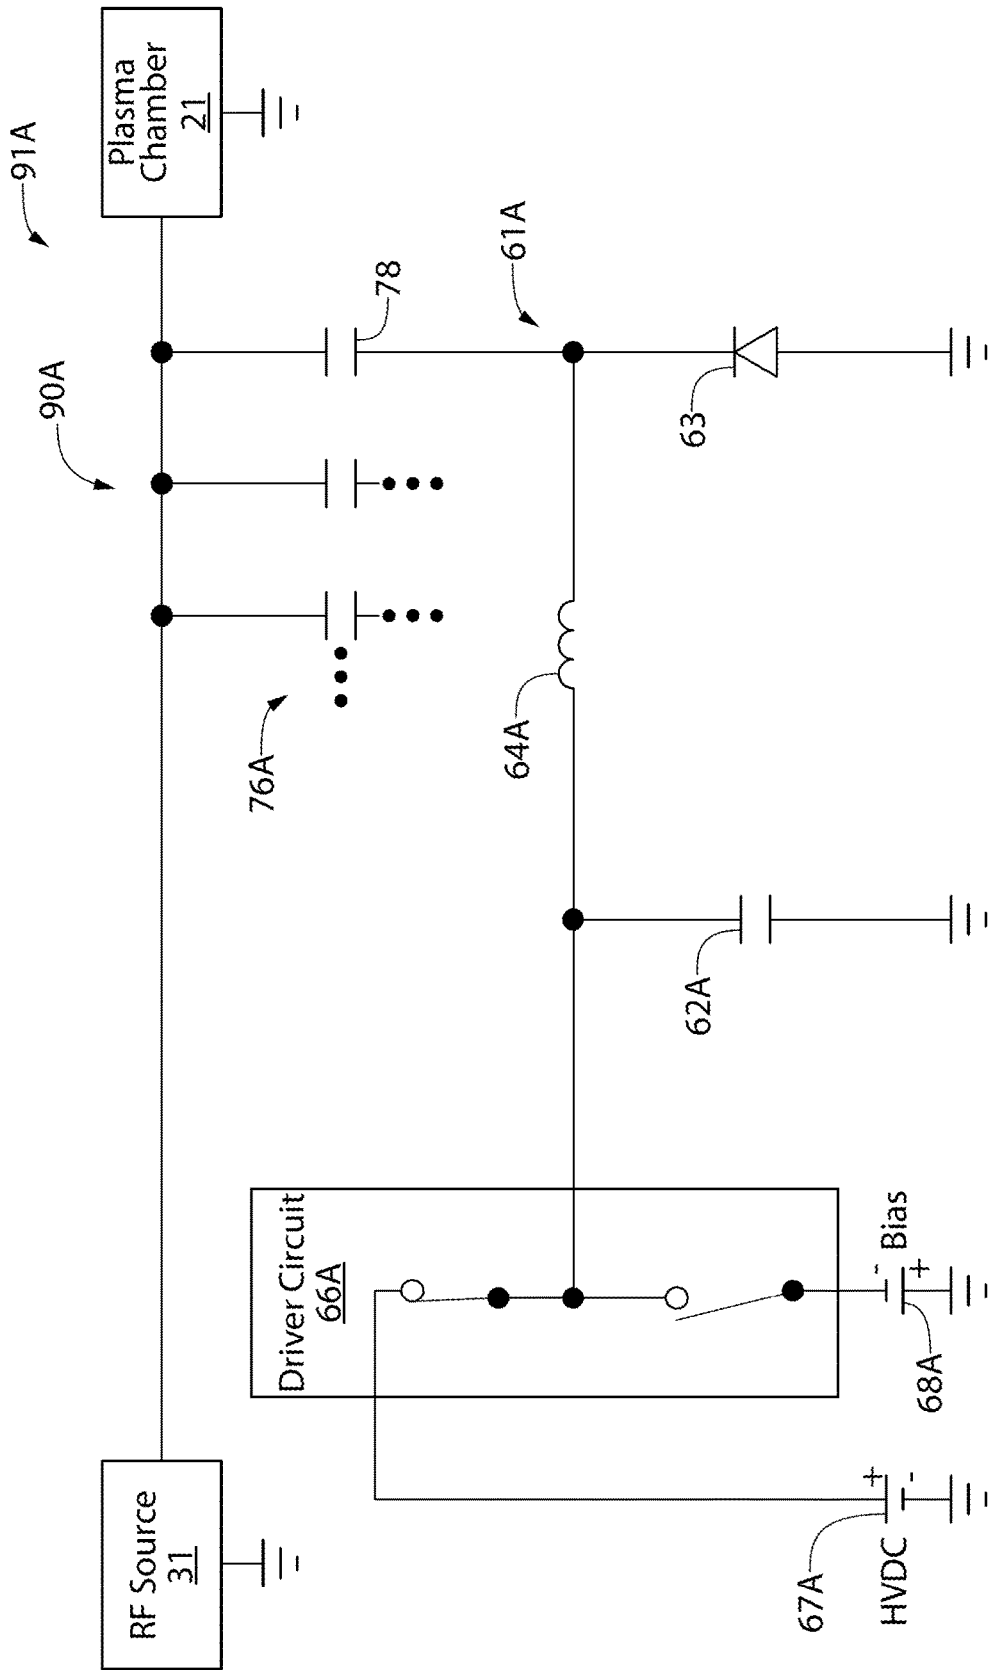 91A
Plasma
Chamber
21
90A
78
76A
61A
64A
63
62A
Driver Circuit
66A
- Bias
+
68A
RF Source
31
+
-
67A
HVDC